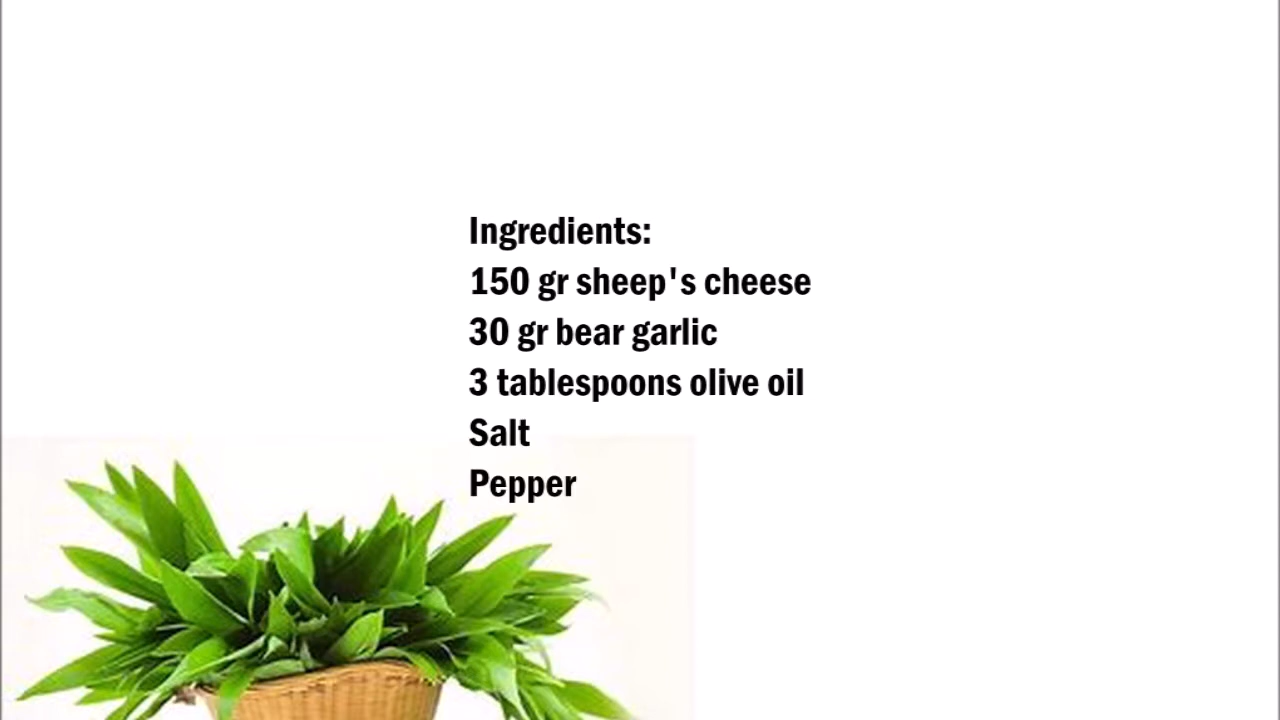 Ingredients:
150 gr sheep's cheese
30 gr bear garlic
3 tablespoons olive oil
Salt
Pepper